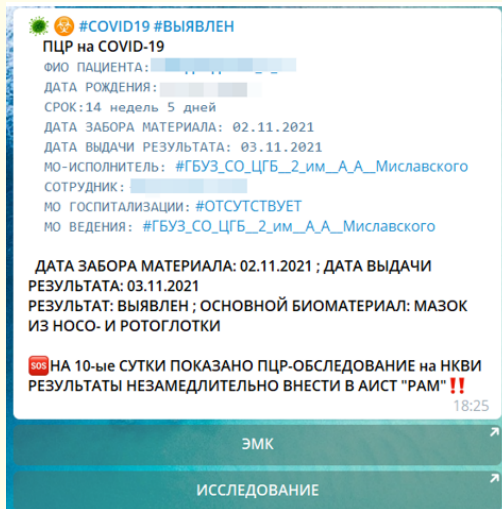 #COVID19 #ВЫЯВЛЕН
ПЦР на COVID-19
ФИО ПАЦИЕНТА:
ДАТА РОЖДЕНИЯ:
СРОК:14 недель 5 дней
ДАТА ЗАБОРА МАТЕРИАЛА: 02.11.2021
ДАТА ВЫДАЧИ РЕЗУЛЬТАТА: 03.11.2021
МО-ИСПОЛНИТЕЛЬ: #ГБУЗ_СО_ЦГБ__2_им__А_А__Миславского
СОТРУДНИК:
МО ГОСПИТАЛИЗАЦИИ: #ОТСУТСТВУЕТ
МО ВЕДЕНИЯ: #ГБУЗ_СО_ЦГБ__2_им__А_А__Миславского
ДАТА ЗАБОРА МАТЕРИАЛА: 02.11.2021 ; ДАТА ВЫДАЧИ
РЕЗУЛЬТАТА: 03.11.2021
РЕЗУЛЬТАТ: ВЫЯВЛЕН ; ОСНОВНОЙ БИОМАТЕРИАЛ: МАЗОК
ИЗ НОСО- И РОТОГЛОТКИ
SOS НА 10-ые СУТКИ ПОКАЗАНО ПЦР-ОБСЛЕДОВАНИЕ на НКВИ
РЕЗУЛЬТАТЫ НЕЗАМЕДЛИТЕЛЬНО ВНЕСТИ В АИСТ "РАМ"‼
18:25
ЭМК
ИССЛЕДОВАНИЕ